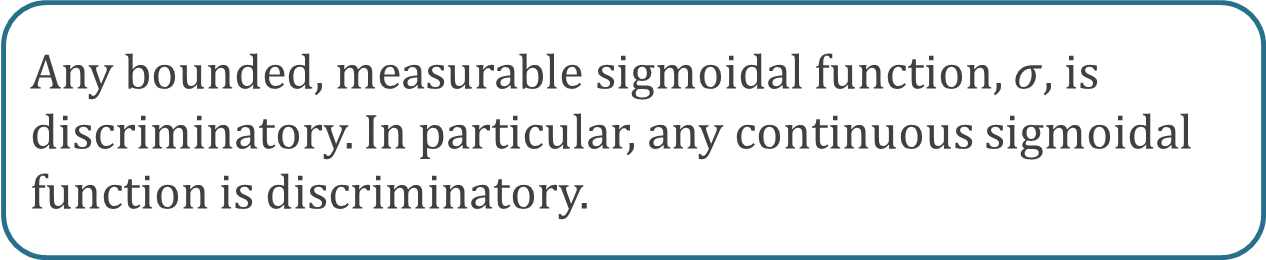 Any bounded, measurable sigmoidal function, σ, is
discriminatory. In particular, any continuous sigmoidal
function is discriminatory.